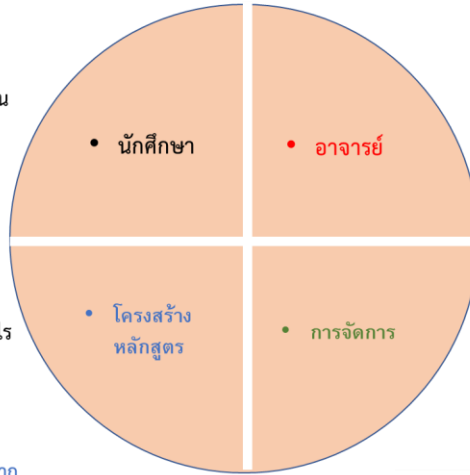 • นักศึกษา
• อาจารย์
• โครงสร้าง
หลักสูตร
• การจัดการ